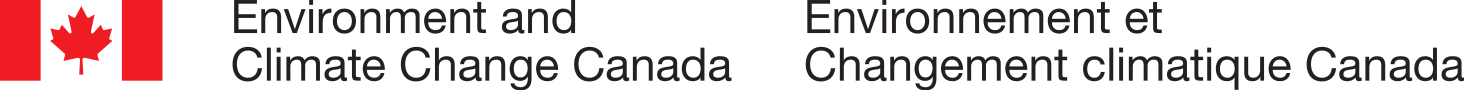 Environment and
Climate Change Canada
Environnement et
Changement climatique Canada